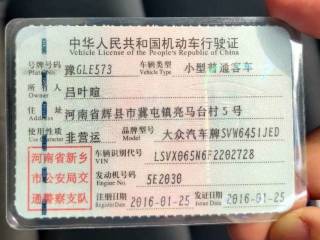 中华人民共和国机动车行驶证
Vehicle License of the People's Republic of China
号牌号码 豫GLE573 车辆类型 小型普通客车
Plate No. Vehicle Type
所有人 吕叶暄
Owner
住址 河南省辉县市冀屯镇亮马台村5号
Address
使用性质 非营运 品牌型号 大众汽车牌SVW6451JED
Use Character Model
河南省新乡
市公安局交
通警察支队
车辆识别代号 LSVX065N6F2202728
VIN
发动机号码 5E2030
Engine No.
注册日期 2016-01-25 发证日期 2016-01-25
Register Date Issue Date